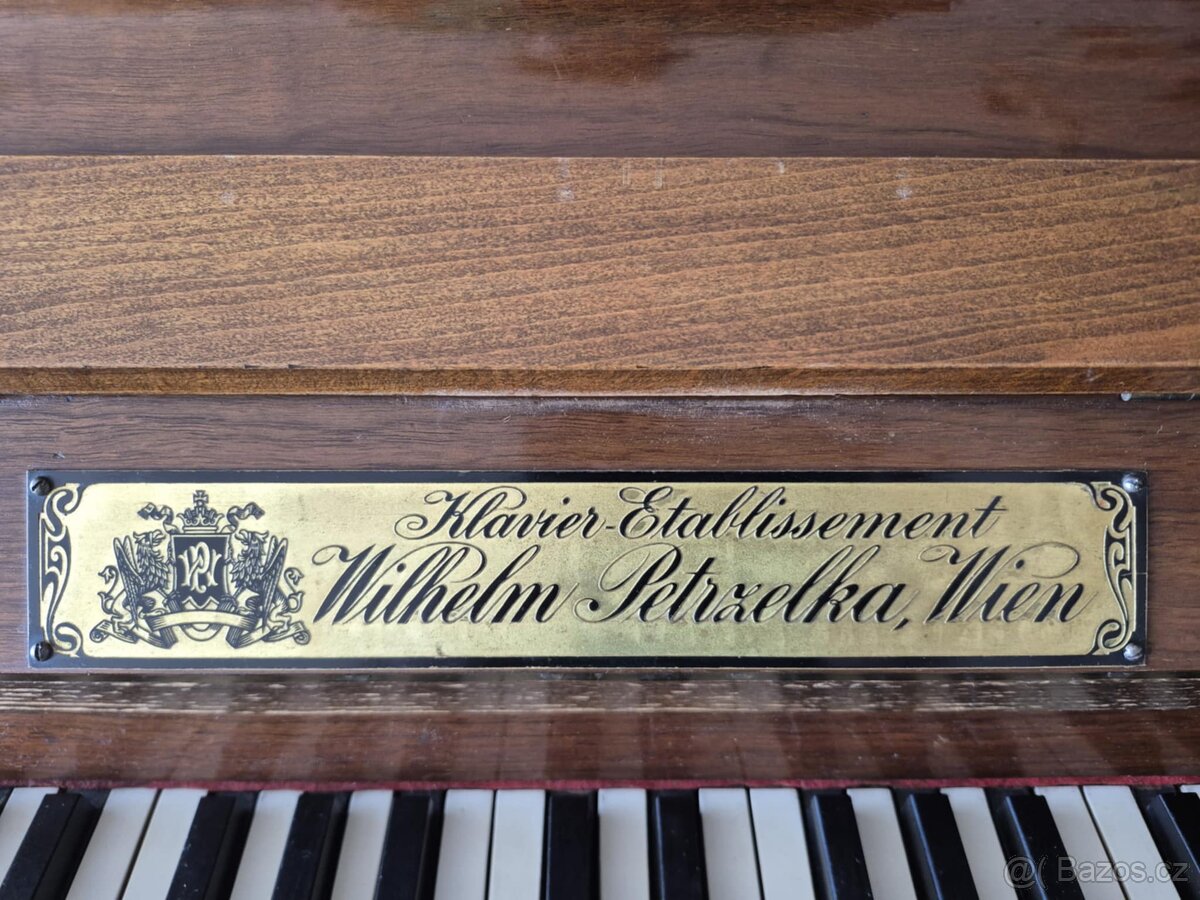 Klavier-Etablissement
Wilhelm Petrzelka, Wien
@( Bazos.cz